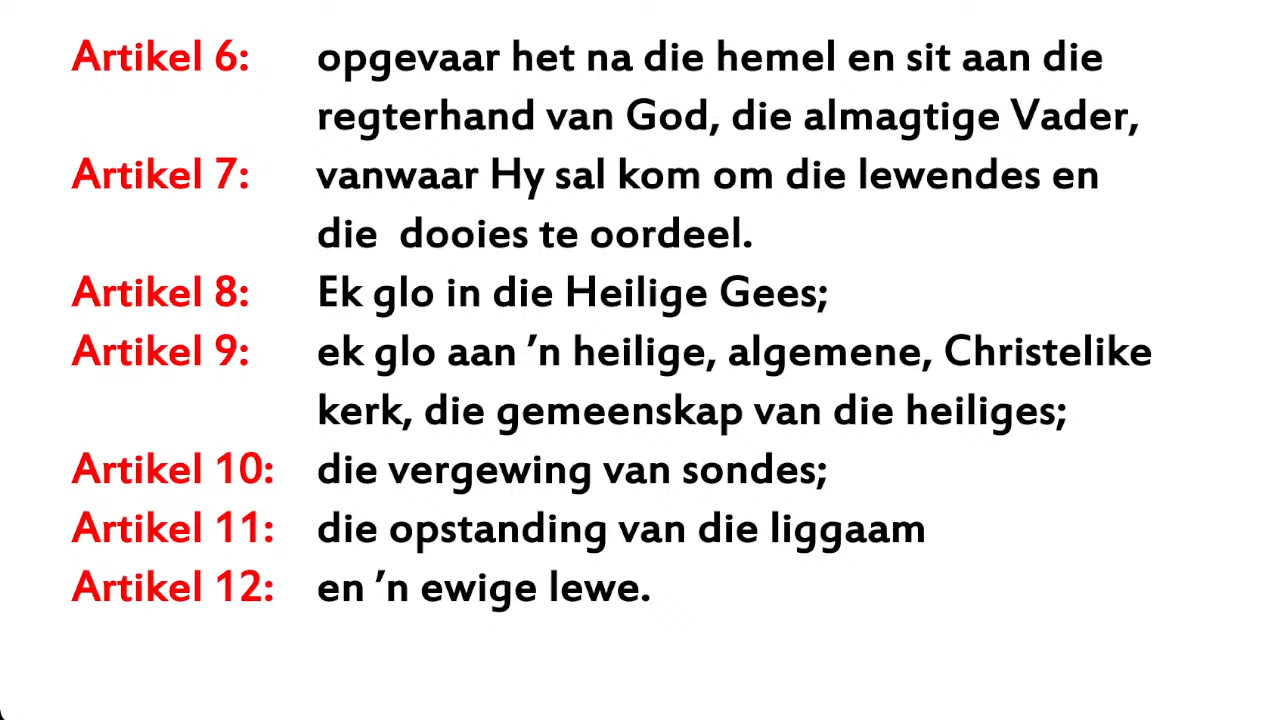 Artikel 6: opgevaar het na die hemel en sit aan die
regterhand van God, die almagtige Vader,
Artikel 7: vanwaar Hy sal kom om die lewendes en
die dooies te oordeel.
Artikel 8: Ek glo in die Heilige Gees;
Artikel 9: ek glo aan ’n heilige, algemene, Christelike
kerk, die gemeenskap van die heiliges;
Artikel 10: die vergewing van sondes;
Artikel 11: die opstanding van die liggaam
Artikel 12: en ’n ewige lewe.